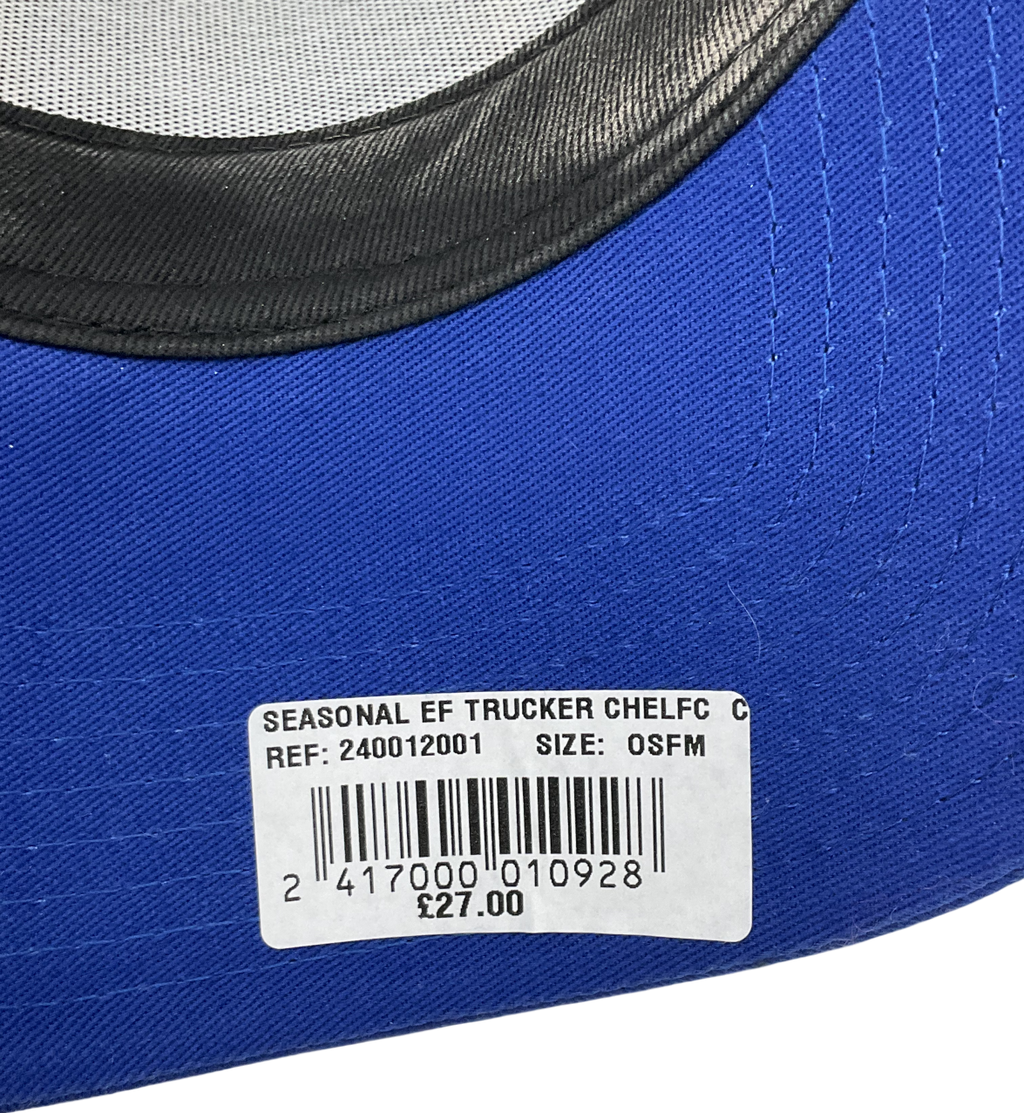 SEASONAL EF TRUCKER CHELFC C
REF: 240012001 SIZE: OSFM
2 417000 010928
£27.00